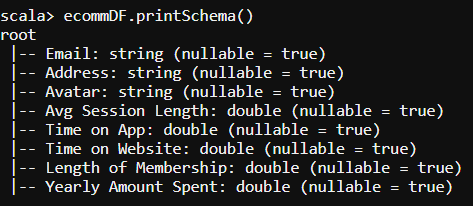 scala> ecommDF.printSchema()
root
 |-- Email: string (nullable = true)
 |-- Address: string (nullable = true)
 |-- Avatar: string (nullable = true)
 |-- Avg Session Length: double (nullable = true)
 |-- Time on App: double (nullable = true)
 |-- Time on Website: double (nullable = true)
 |-- Length of Membership: double (nullable = true)
 |-- Yearly Amount Spent: double (nullable = true)